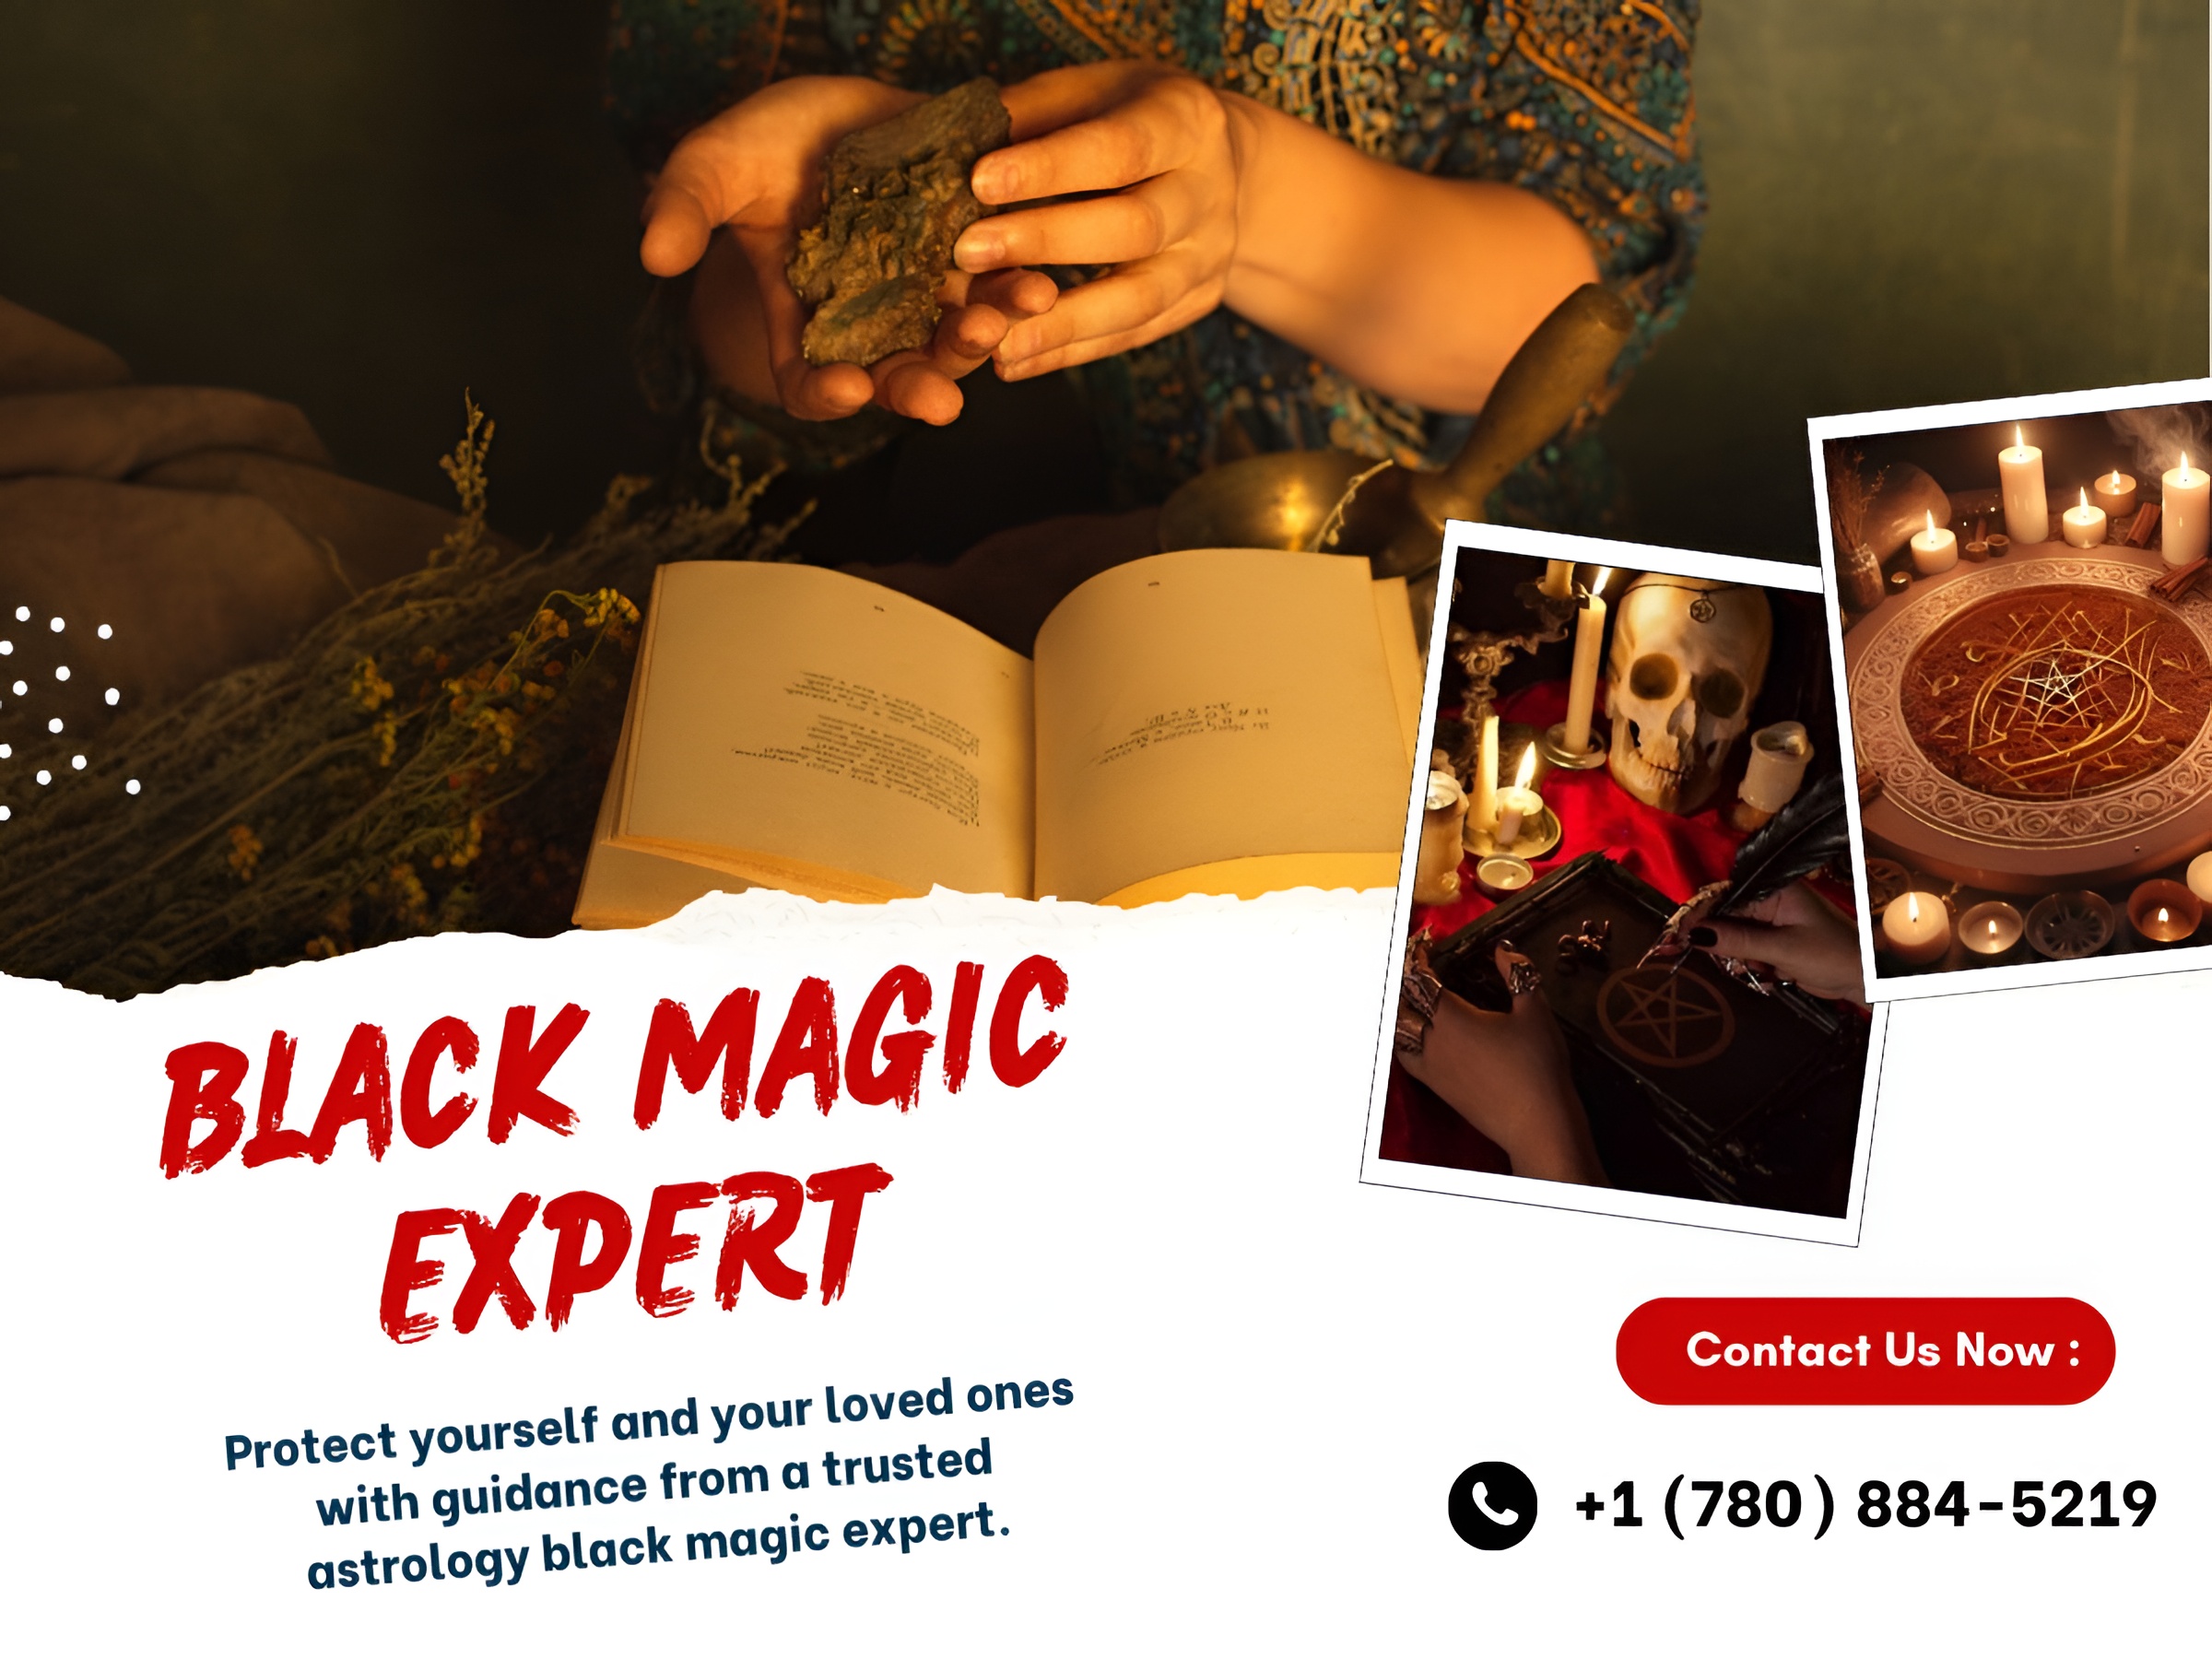 BLACK MAGIC
EXPERT
Protect yourself and your loved ones
with guidance from a trusted
astrology black magic expert.
Contact Us Now :
+1 (780) 884-5219